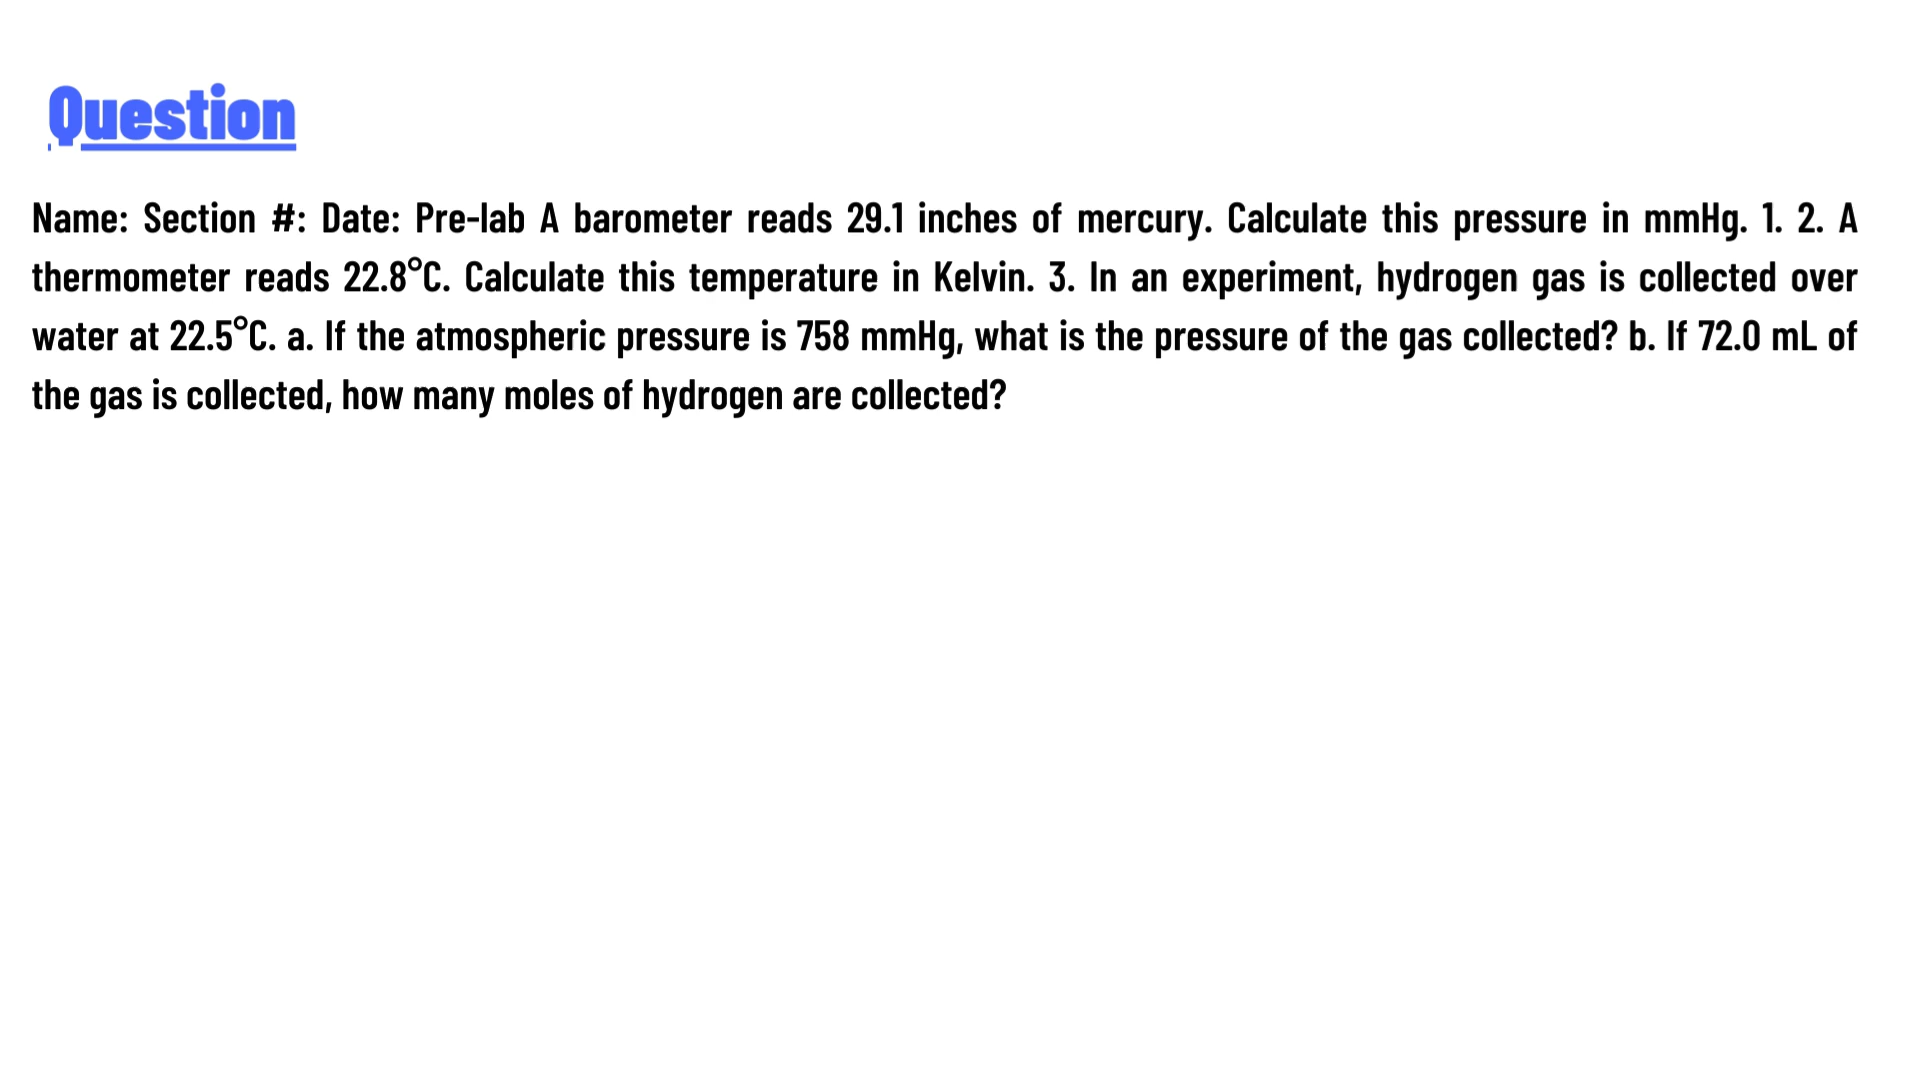 Question
Name: Section #: Date: Pre-lab A barometer reads 29.1 inches of mercury. Calculate this pressure in mmHg. 1. 2. A
thermometer reads 22.8°C. Calculate this temperature in Kelvin. 3. In an experiment, hydrogen gas is collected over
water at 22.5°C. a. If the atmospheric pressure is 758 mmHg, what is the pressure of the gas collected? b. If 72.0 mL of
the gas is collected, how many moles of hydrogen are collected?